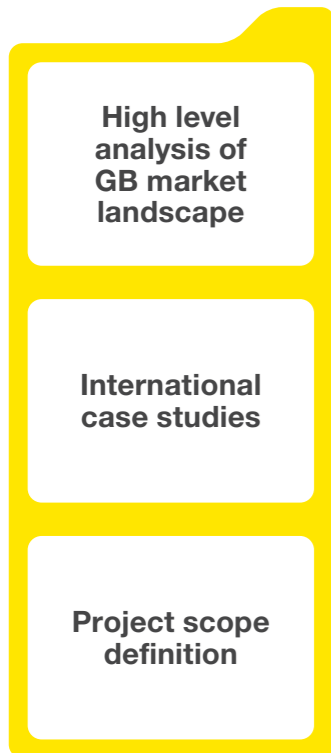 High level
analysis of
GB market
landscape
International
case studies
Project scope
definition